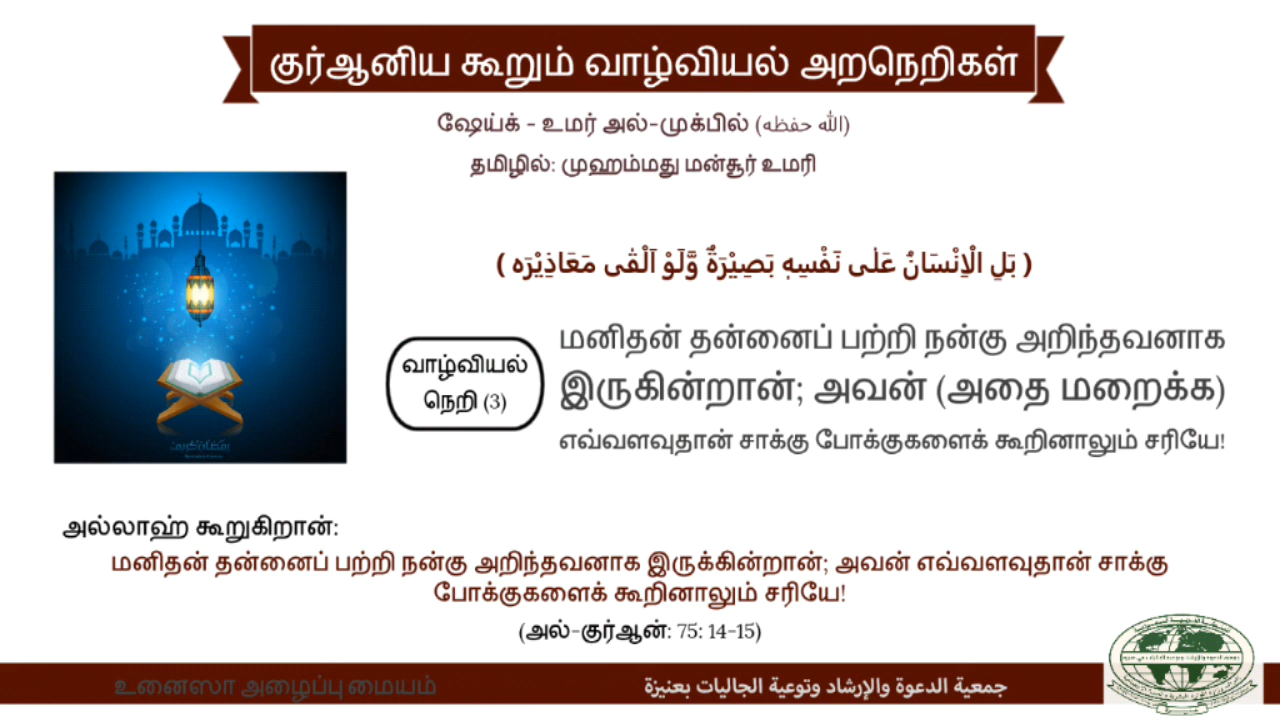 குர்ஆனிய கூறும் வாழ்வியல் அறநெறிகள்
ஷேய்க் - உமர் அல்-முக்பில் (الله حفظه)
தமிழில்: முஹம்மது மன்சூர் உமரி
( بَلِ الْاِنْسَانُ عَلٰى نَفْسِهٖ بَصِيْرَةٌ وَّلَوْ اَلْقٰى مَعَاذِيْرَه )
வாழ்வியல்
நெறி (3)
மனிதன் தன்னைப் பற்றி நன்கு அறிந்தவனாக
இருகின்றான்; அவன் (அதை மறைக்க)
எவ்வளவுதான் சாக்கு போக்குகளைக் கூறினாலும் சரியே!
அல்லாஹ் கூறுகிறான்:
மனிதன் தன்னைப் பற்றி நன்கு அறிந்தவனாக இருக்கின்றான்; அவன் எவ்வளவுதான் சாக்கு
போக்குகளைக் கூறினாலும் சரியே!
(அல்-குர்ஆன்: 75: 14-15)
உனைஸா அழைப்பு மையம்
جمعية الدعوة والإرشاد وتوعية الجاليات بعنيزة